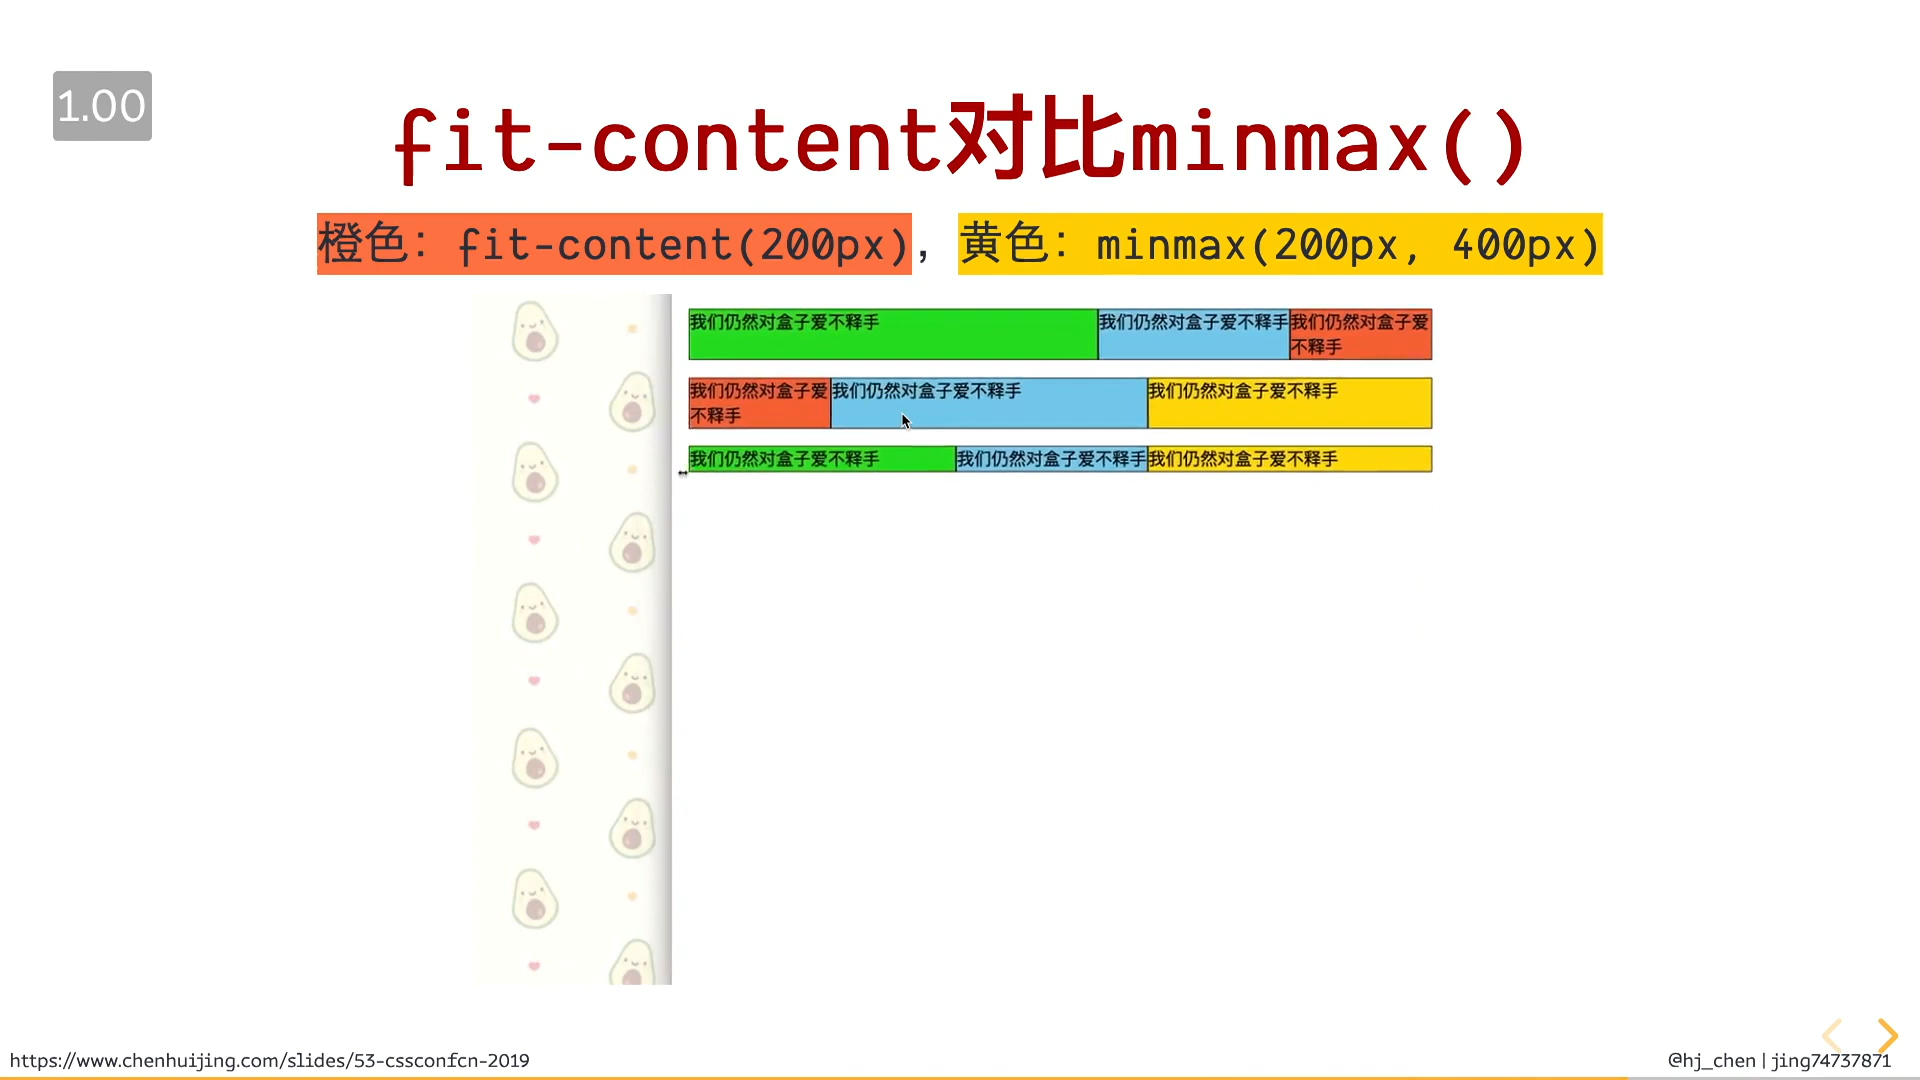 1.00
fit-content对比minmax()
橙色：fit-content(200px)，黄色：minmax(200px, 400px)
我们仍然对盒子爱不释手
我们仍然对盒子爱不释手
我们仍然对盒子爱
不释手
我们仍然对盒子爱
不释手
我们仍然对盒子爱不释手
我们仍然对盒子爱不释手
我们仍然对盒子爱不释手
我们仍然对盒子爱不释手
我们仍然对盒子爱不释手
https://www.chenhuijing.com/slides/53-cssconfcn-2019
@hj_chen | jing74737871